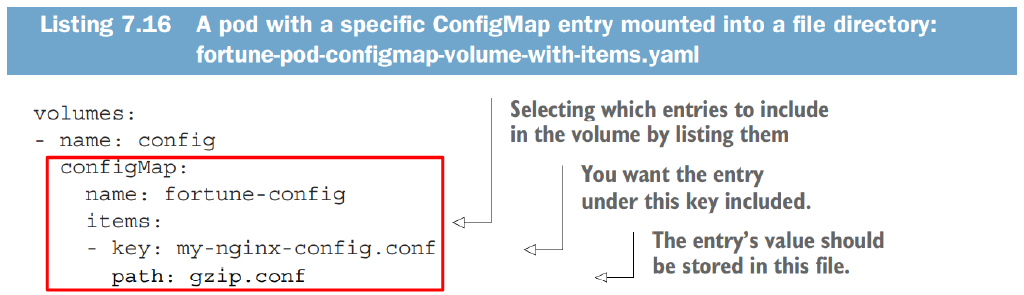 Listing 7.16 A pod with a specific ConfigMap entry mounted into a file directory:
fortune-pod-configmap-volume-with-items.yaml
volumes:
- name: config
configMap:
name: fortune-config
items:
- key: my-nginx-config.conf
path: gzip.conf
Selecting which entries to include
in the volume by listing them
You want the entry
under this key included.
The entry's value should
be stored in this file.